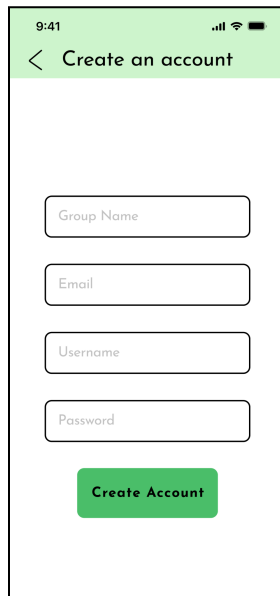 9:41
Create an account
Group Name
Email
Username
Password
Create Account